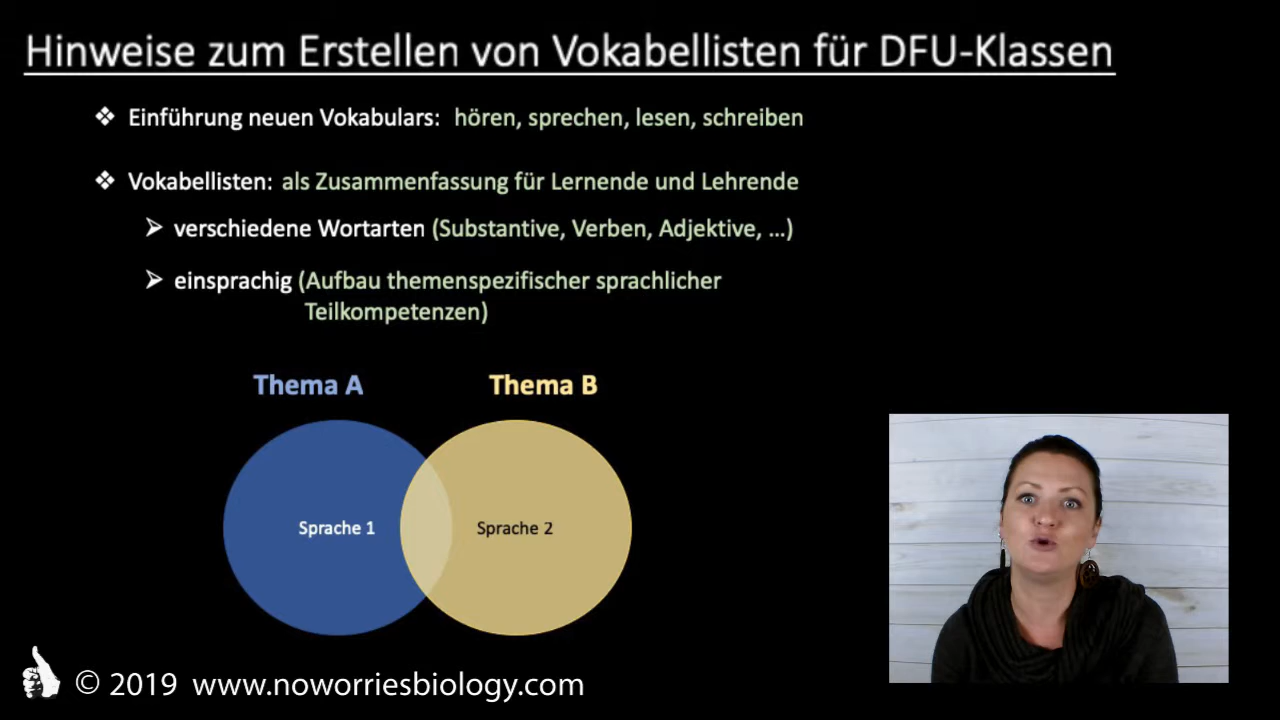 Hinweise zum Erstellen von Vokabellisten für DFU-Klassen
❖ Einführung neuen Vokabulars: hören, sprechen, lesen, schreiben
❖ Vokabellisten: als Zusammenfassung für Lernende und Lehrende
➢ verschiedene Wortarten (Substantive, Verben, Adjektive, ...)
➢ einsprachig (Aufbau themenspezifischer sprachlicher
Teilkompetenzen)
Thema A Thema B
Sprache 1 Sprache 2
© 2019 www.noworriesbiology.com